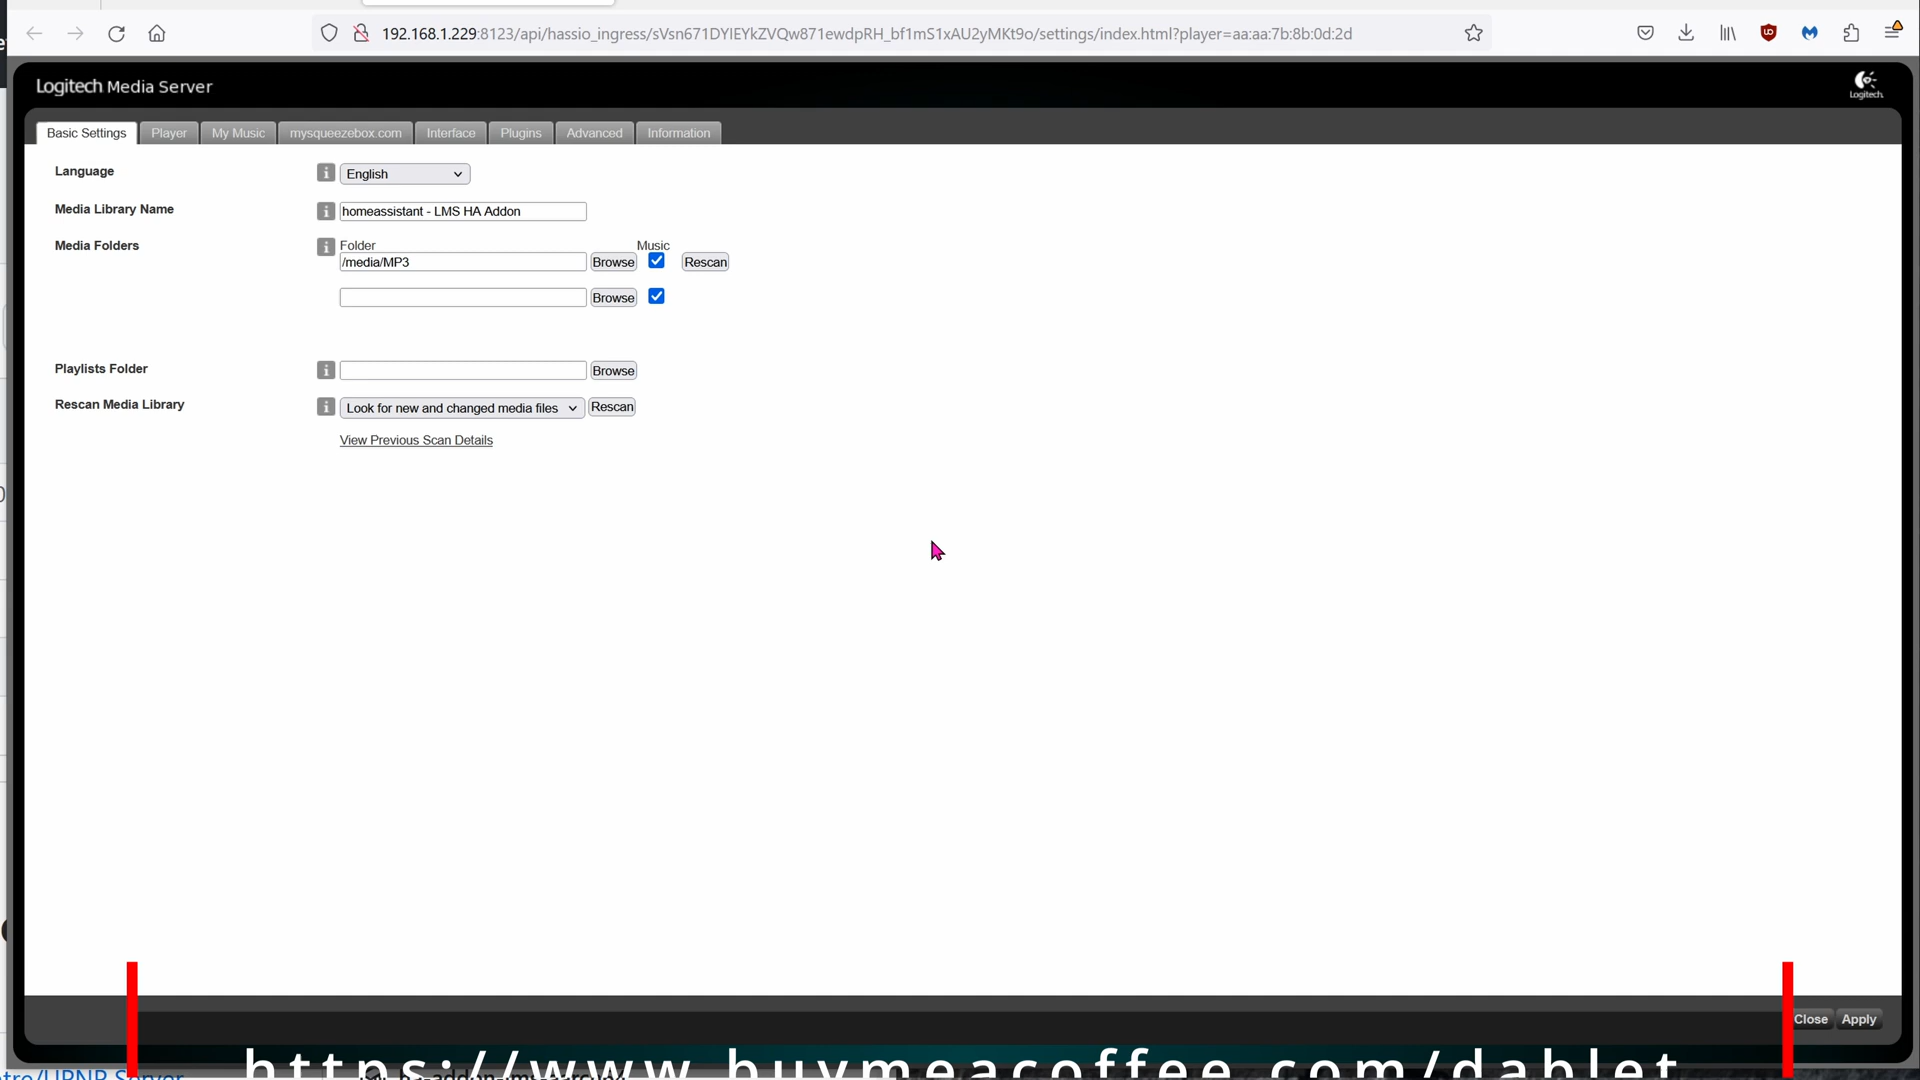 192.168.1.229:8123/api/hassio_ingress/sVsn671DYlEYkZVQw871ewdpRH_bf1mS1xAU2yMKt9o/settings/index.html?player=aa:aa:7b:8b:0d:2d
Logitech Media Server
Logitech
Basic Settings Player My Music mysqueezebox.com Interface Plugins Advanced Information
Language English
Media Library Name homeassistant - LMS HA Addon
Media Folders Folder Music
/media/MP3 Browse Rescan
Browse
Playlists Folder Browse
Rescan Media Library Look for new and changed media files Rescan
View Previous Scan Details
Close Apply
https://www.buymeacoffee.com/dablet